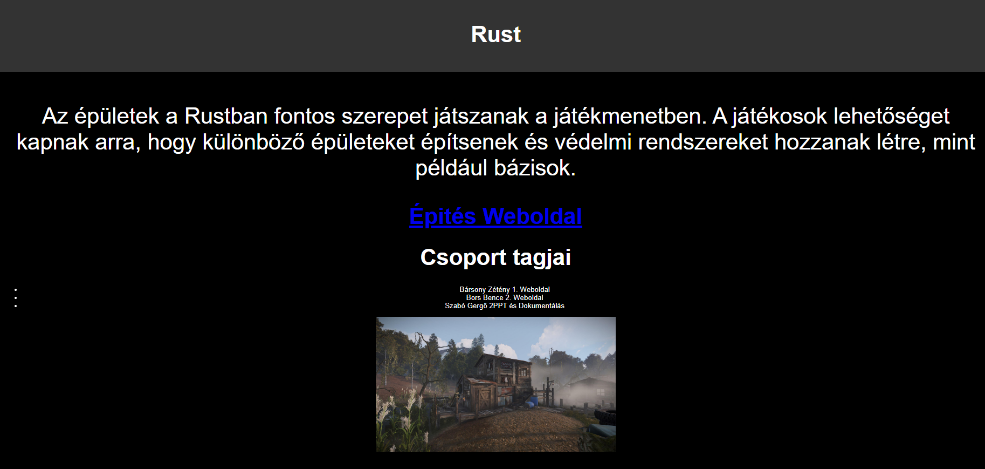 Rust
Az épületek a Rustban fontos szerepet játszanak a játékmenetben. A játékosok lehetőséget
kapnak arra, hogy különböző épületeket építsenek és védelmi rendszereket hozzanak létre, mint
például bázisok.
Épités Weboldal
Csoport tagjai
Bársony Zétény 1. Weboldal
Bors Bence 2. Weboldal
Szabó Gergő 2PPT és Dokumentálás